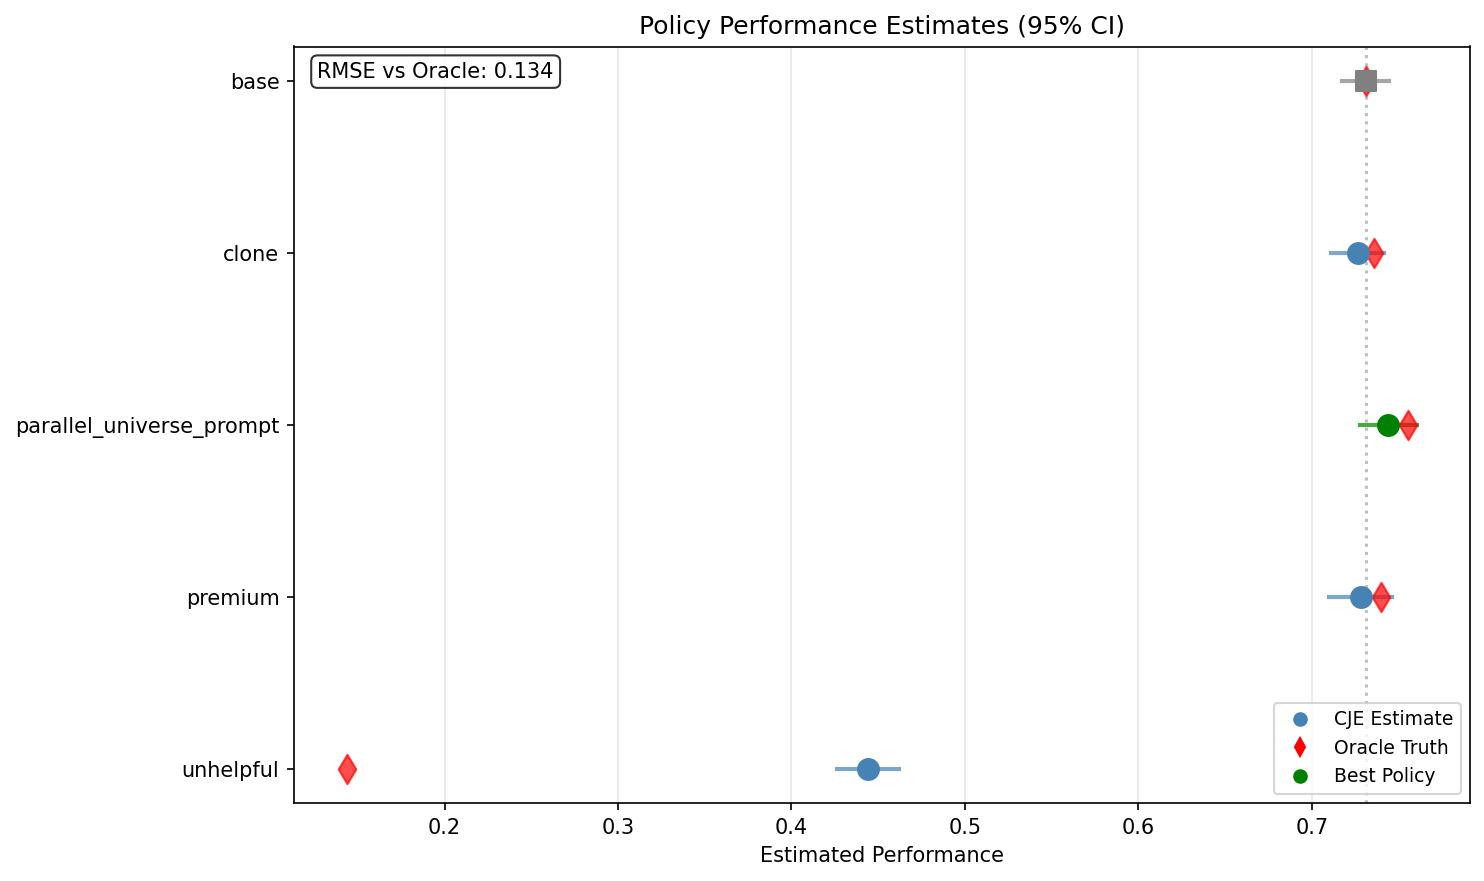 Policy Performance Estimates (95% CI)
RMSE vs Oracle: 0.134
base
clone
parallel_universe_prompt
premium
unhelpful
CJE Estimate
Oracle Truth
Best Policy
0.2 0.3 0.4 0.5 0.6 0.7
Estimated Performance